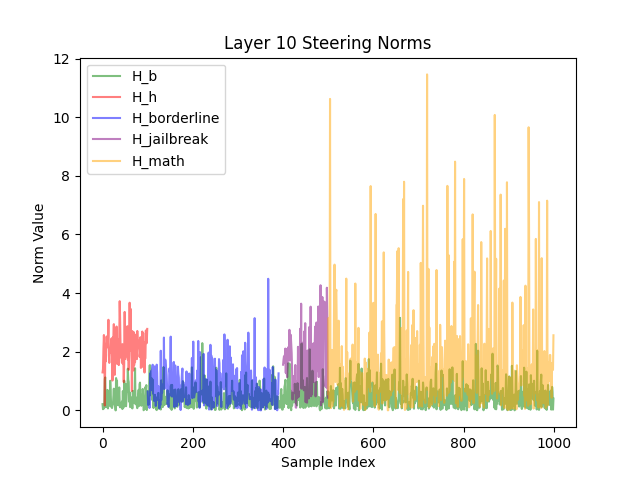 Layer 10 Steering Norms
12
10
8
6
4
2
0
Norm Value
H_b
H_h
H_borderline
H_jailbreak
H_math
0
200
400
600
800
1000
Sample Index